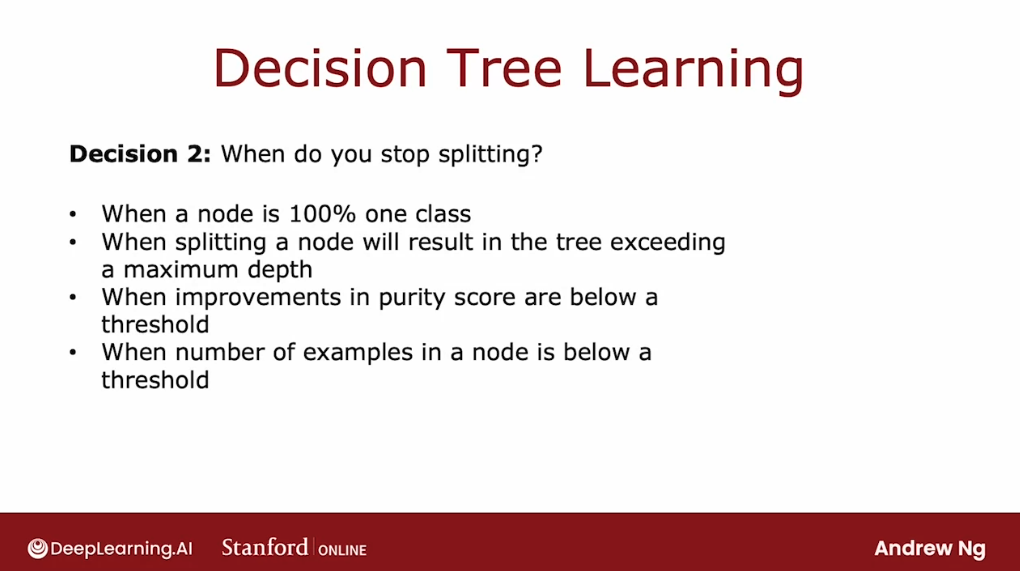 Decision Tree Learning
Decision 2: When do you stop splitting?
• When a node is 100% one class
• When splitting a node will result in the tree exceeding
a maximum depth
• When improvements in purity score are below a
threshold
• When number of examples in a node is below a
threshold
DeepLearning.AI Stanford ONLINE Andrew Ng